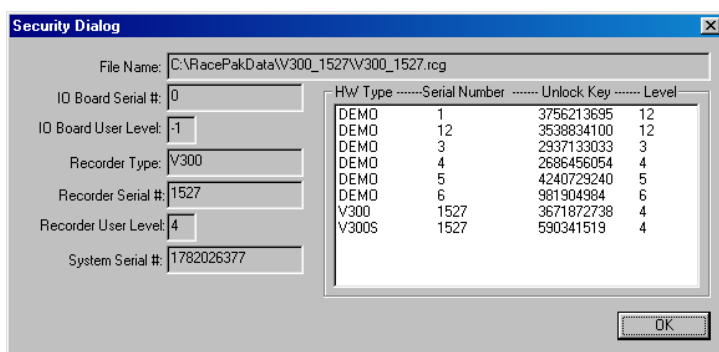 Security Dialog
File Name: C:\RacePakData\V300_1527\V300_1527.rcg
IO Board Serial #: 0
IO Board User Level: -1
Recorder Type: V300
Recorder Serial #: 1527
Recorder User Level: 4
System Serial #: 1782026377
HW Type ------Serial Number ------ Unlock Key ------ Level
DEMO 1 3756213695 12
DEMO 12 3538834100 12
DEMO 3 2937133033 3
DEMO 4 2686456054 4
DEMO 5 4240729240 5
DEMO 6 981904984 6
V300 1527 3671872738 4
V300S 1527 590341519 4
OK